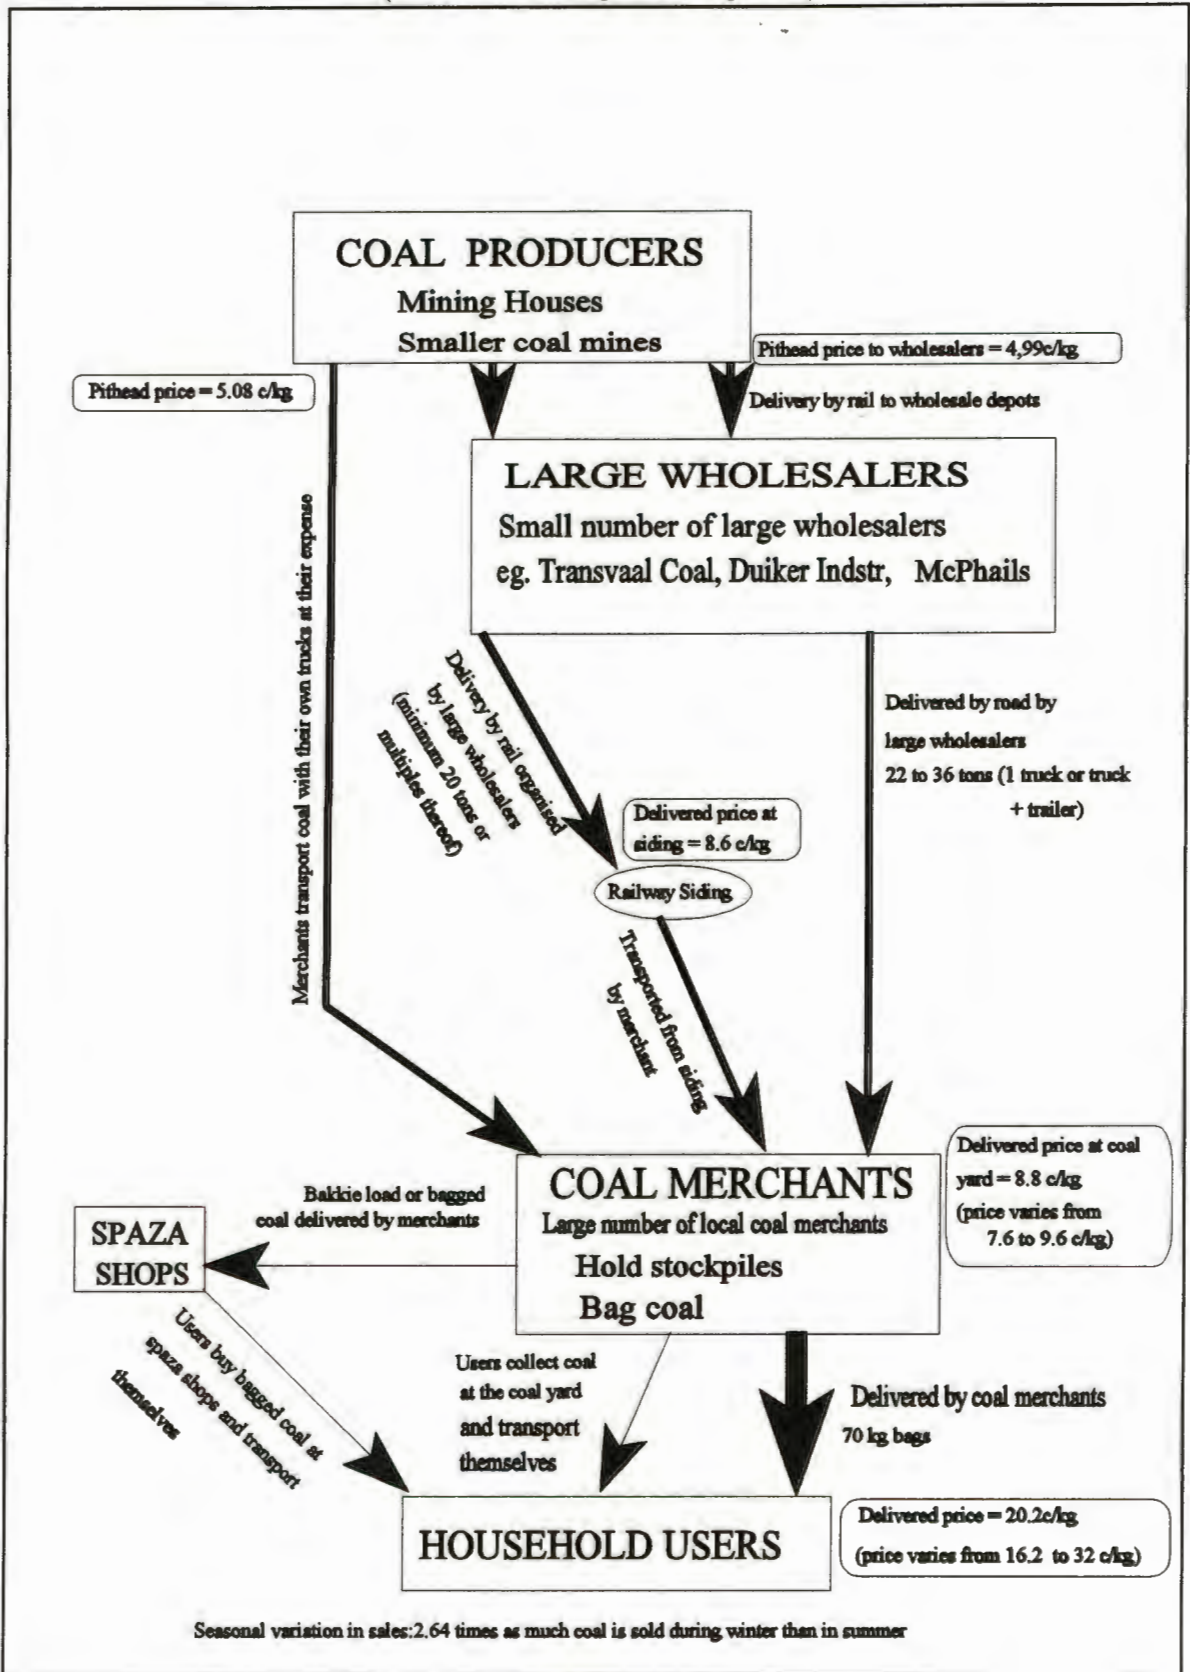 COAL PRODUCERS
Mining Houses
Smaller coal mines
Pithead price to wholesalers = 4,99c/kg
Pithead price = 5.08 c/kg
Delivery by rail to wholesale depots
LARGE WHOLESALERS
Small number of large wholesalers
eg. Transvaal Coal, Duiker Indstr, McPhails
Merchants transport coal with their own trucks at their expense
Delivery by rail organised
by large wholesalers
(minimum 20 tons or
multiples thereof)
Delivered by road by
large wholesalers
22 to 36 tons (1 truck or truck
+ trailer)
Delivered price at
siding = 8.6 c/kg
Railway Siding
Transported from siding
by merchant
COAL MERCHANTS
Large number of local coal merchants
Hold stockpiles
Bag coal
Delivered price at coal
yard = 8.8 c/kg
(price varies from
7.6 to 9.6 c/kg)
Bakkie load or bagged
coal delivered by merchants
SPAZA
SHOPS
Users buy bagged coal at
spaza shops and transport
themselves
Users collect coal
at the coal yard
and transport
themselves
Delivered by coal merchants
70 kg bags
HOUSEHOLD USERS
Delivered price = 20.2c/kg
(price varies from 16.2 to 32 c/kg)
Seasonal variation in sales:2.64 times as much coal is sold during winter than in summer